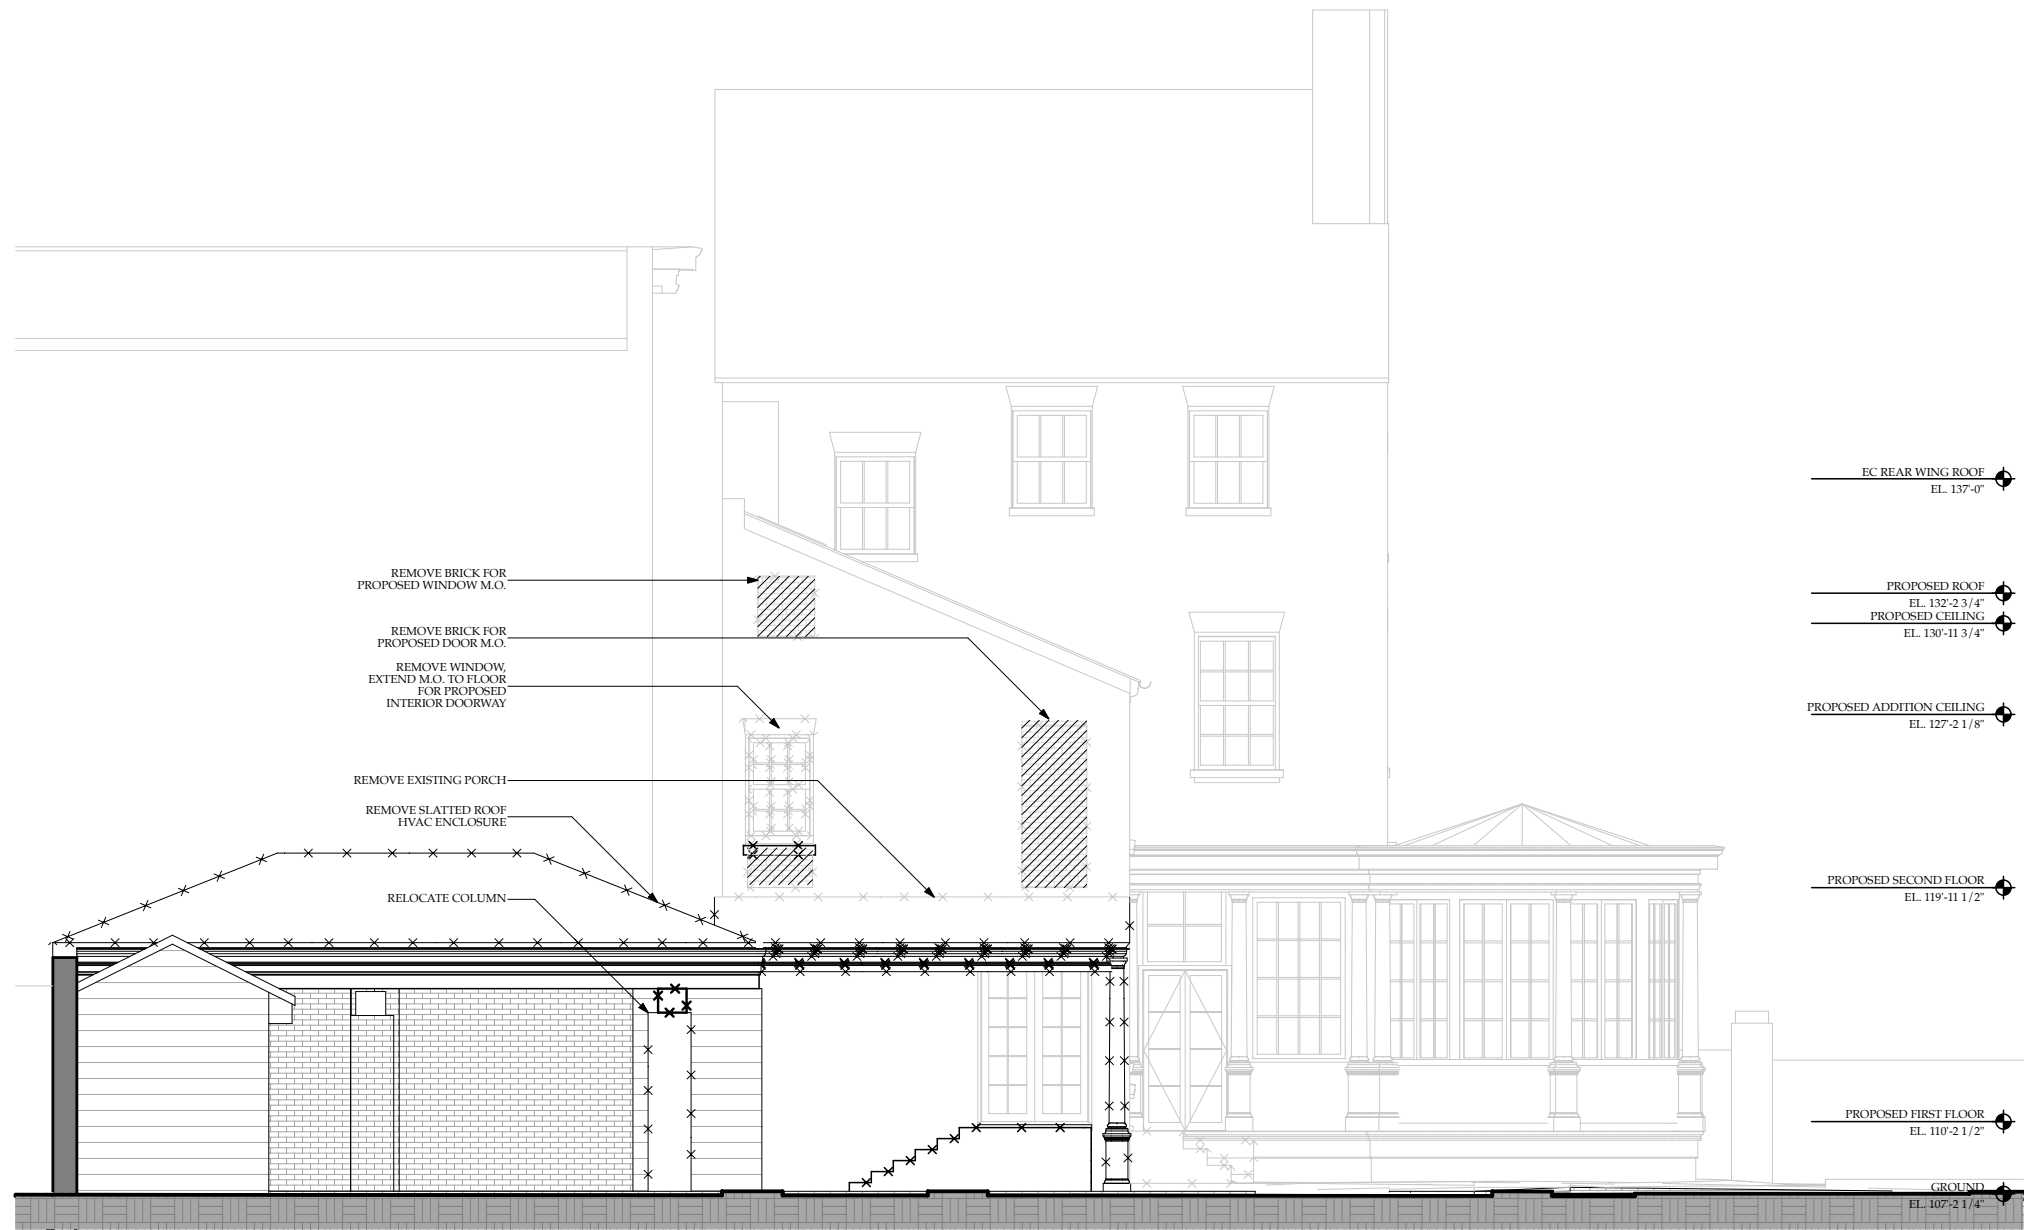 REMOVE BRICK FOR
PROPOSED WINDOW M.O.
REMOVE BRICK FOR
PROPOSED DOOR M.O.
REMOVE WINDOW,
EXTEND M.O. TO FLOOR
FOR PROPOSED
INTERIOR DOORWAY
REMOVE EXISTING PORCH
REMOVE SLATTED ROOF
HVAC ENCLOSURE
RELOCATE COLUMN
EC REAR WING ROOF
EL. 137'-0"
PROPOSED ROOF
EL. 132'-2 3/4"
PROPOSED CEILING
EL. 130'-11 3/4"
PROPOSED ADDITION CEILING
EL. 127'-2 1/8"
PROPOSED SECOND FLOOR
EL. 119'-11 1/2"
PROPOSED FIRST FLOOR
EL. 110'-2 1/2"
GROUND
EL. 107'-2 1/4"